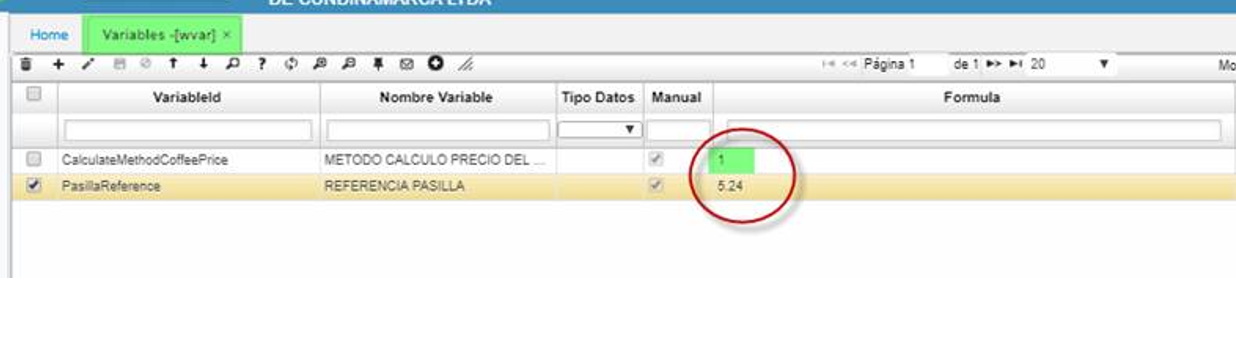 DE CUNDINAMARCA LTDA
Home Variables -[wvar] ×
Página 1 de 1 20 Mo
VariableId Nombre Variable Tipo Datos Manual Formula
CalculateMethodCoffeePrice METODO CALCULO PRECIO DEL ... 1
PasillaReference REFERENCIA PASILLA 5.24